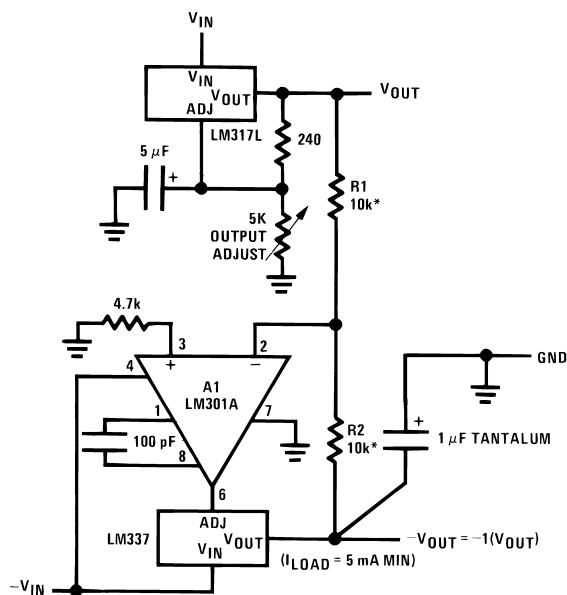 VIN
VIN
VOUT
VOUT
ADJ
LM317L
240
5 μF
+
R1
10k*
5K
OUTPUT
ADJUST
4.7k
3
2
4
+
−
GND
A1
LM301A
1
7
+
100 pF
R2
10k*
1 μF TANTALUM
8
6
LM337
ADJ
VOUT
VIN
−VOUT = −1(VOUT)
(ILOAD = 5 mA MIN)
−VIN